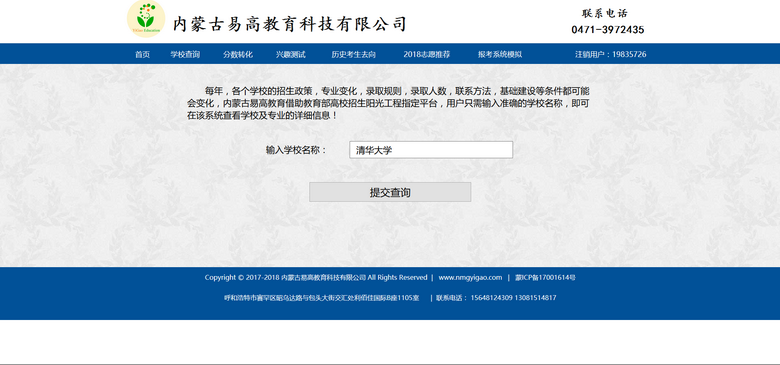 内蒙古易高教育科技有限公司
联系电话
0471-3972435
首页 学校查询 分数转化 兴趣测试 历史考生去向 2018志愿推荐 报考系统模拟 注销用户：19835726
每年，各个学校的招生政策，专业变化，录取规则，录取人数，联系方法，基础建设等条件都可能
会变化，内蒙古易高教育借助教育部高校招生阳光工程指定平台，用户只需输入准确的学校名称，即可
在该系统查看学校及专业的详细信息！
输入学校名称： 清华大学
提交查询
Copyright © 2017-2018 内蒙古易高教育科技有限公司 All Rights Reserved | www.nmgyigao.com | 蒙ICP备17001614号
呼和浩特市赛罕区昭乌达路与包头大街交汇处利佰佳国际B座1105室 | 联系电话： 15648124309 13081514817